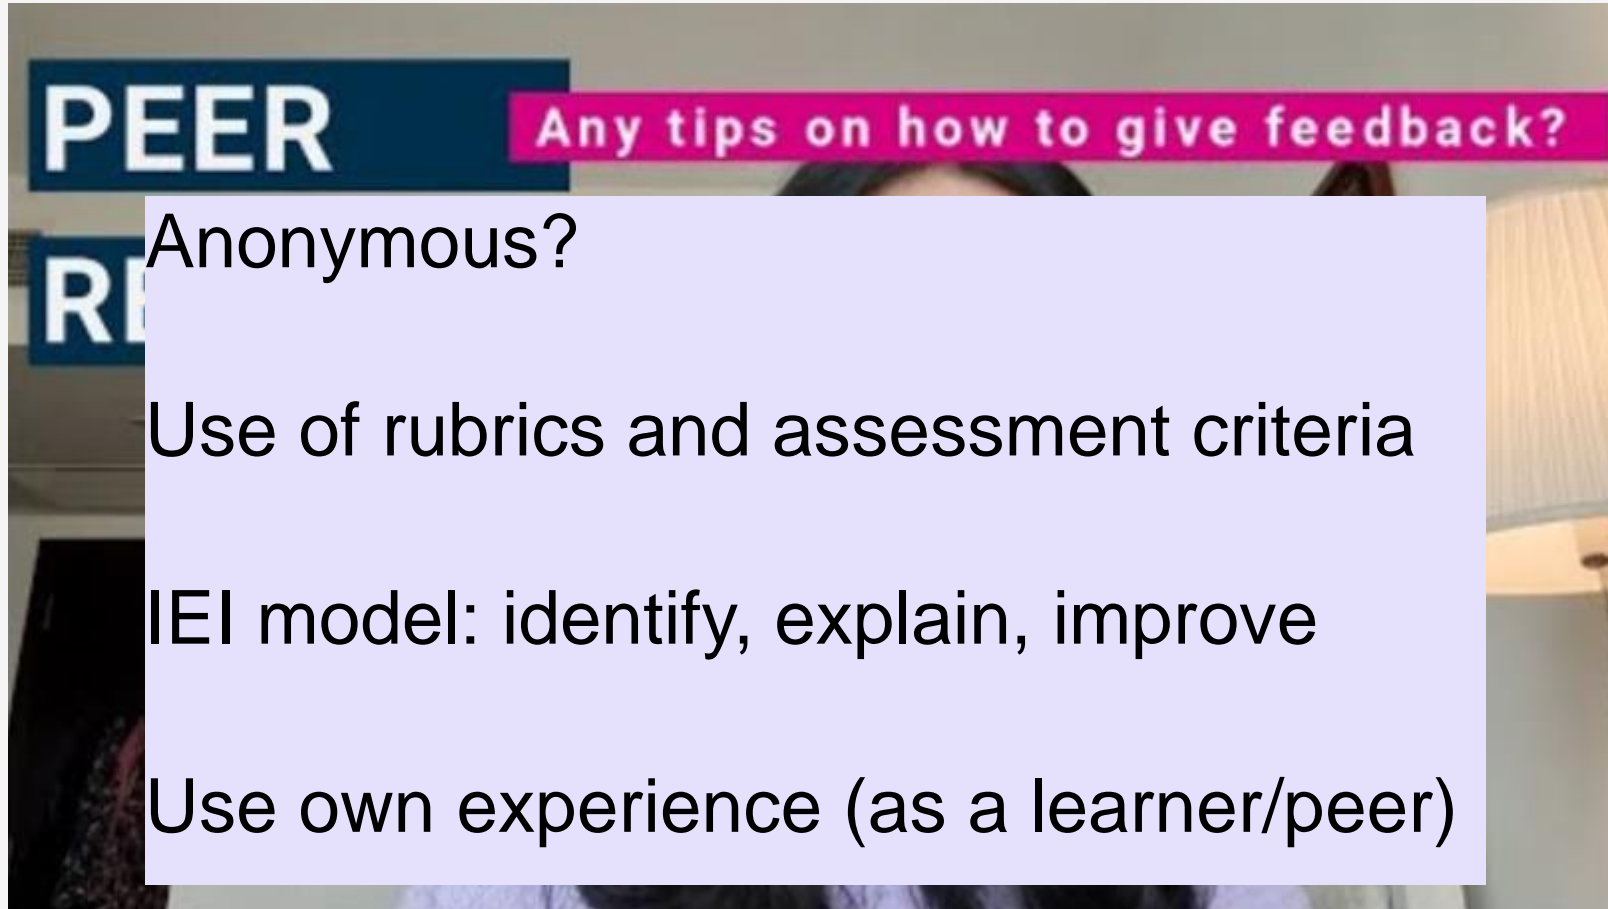 PEER
Any tips on how to give feedback?
Anonymous?
Use of rubrics and assessment criteria
IEI model: identify, explain, improve
Use own experience (as a learner/peer)